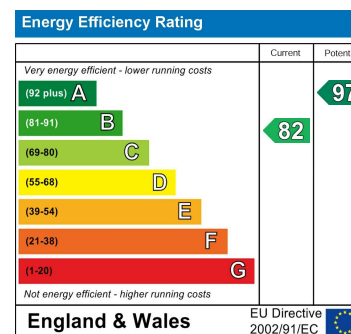 Energy Efficiency Rating
Current
Very energy efficient - lower running costs
(92 plus) A
97
(81-91) B
82
(69-80) C
(55-68) D
(39-54) E
(21-38) F
(1-20) G
Not energy efficient - higher running costs
England & Wales
EU Directive
2002/91/EC